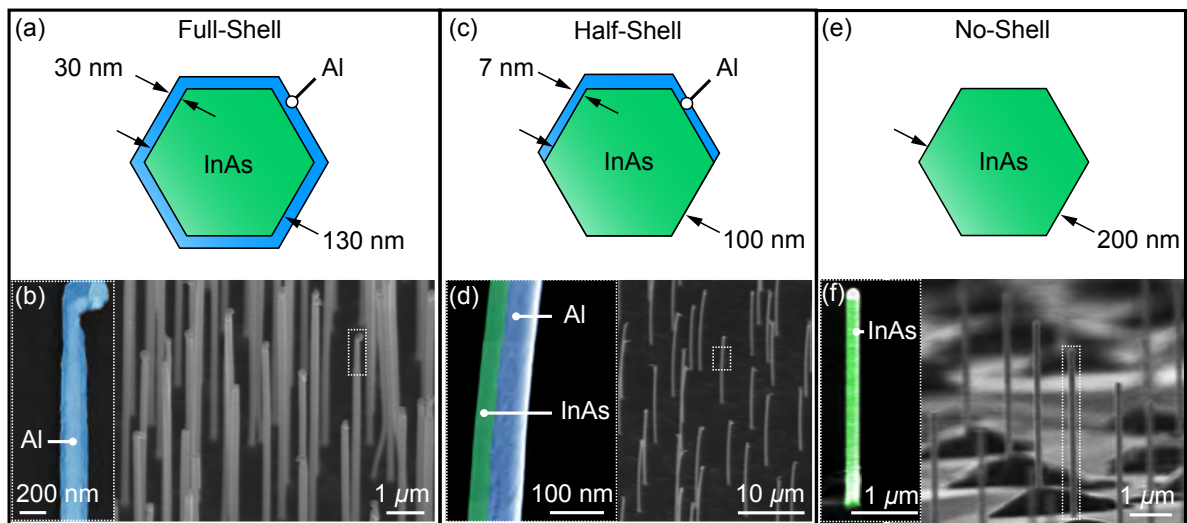 (a) Full-Shell
30 nm
Al
InAs
130 nm
(b)
Al
200 nm
1 µm
(c) Half-Shell
7 nm
Al
InAs
100 nm
(d)
Al
InAs
100 nm
10 µm
(e) No-Shell
InAs
200 nm
(f)
InAs
1 µm
1 µm